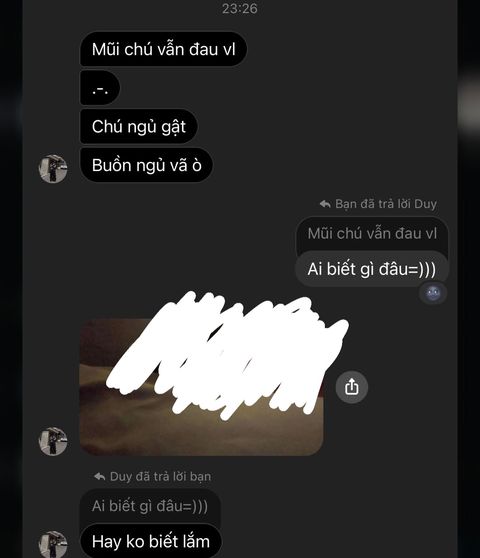 23:26
Mũi chú vẫn đau vl
.-.
Chú ngủ gật
Buồn ngủ vã ò
Bạn đã trả lời Duy
Mũi chú vẫn đau vl
Ai biết gì đâu=)))
Duy đã trả lời bạn
Ai biết gì đâu=)))
Hay ko biết lắm